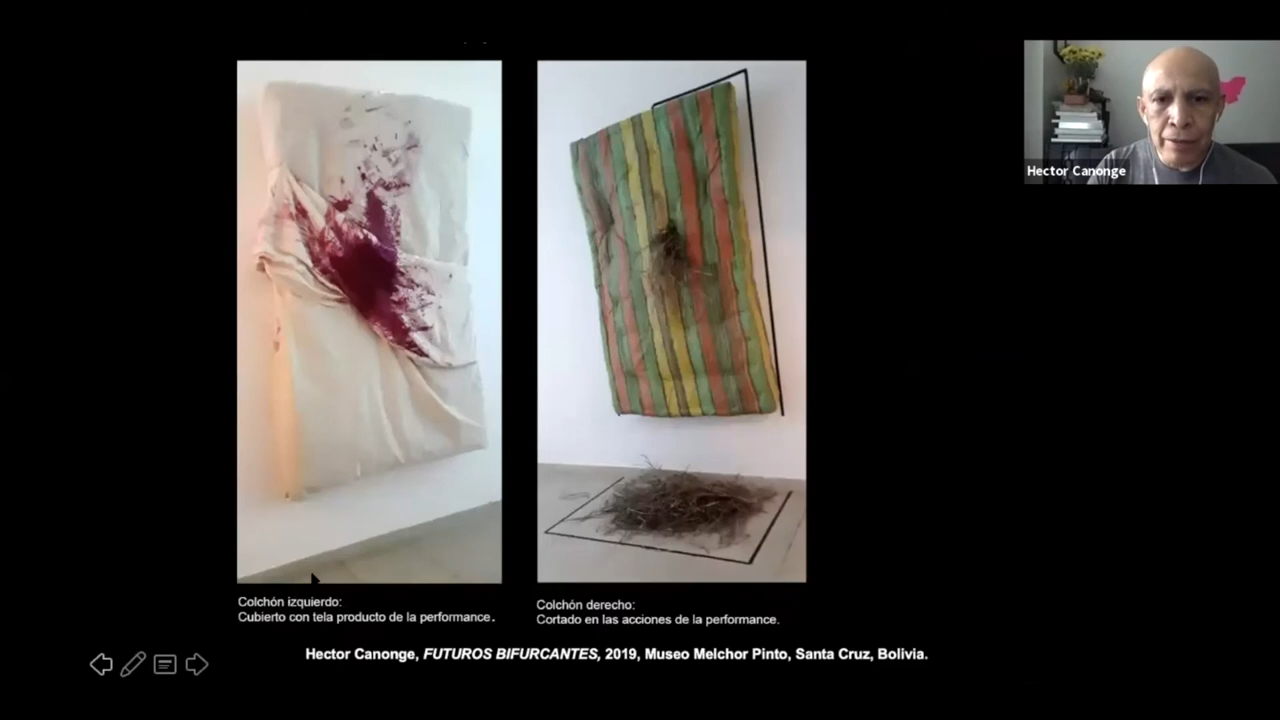 Hector Canonge
Colchón izquierdo:
Cubierto con tela producto de la performance.
Colchón derecho:
Cortado en las acciones de la performance.
Hector Canonge, FUTUROS BIFURCANTES, 2019, Museo Melchor Pinto, Santa Cruz, Bolivia.